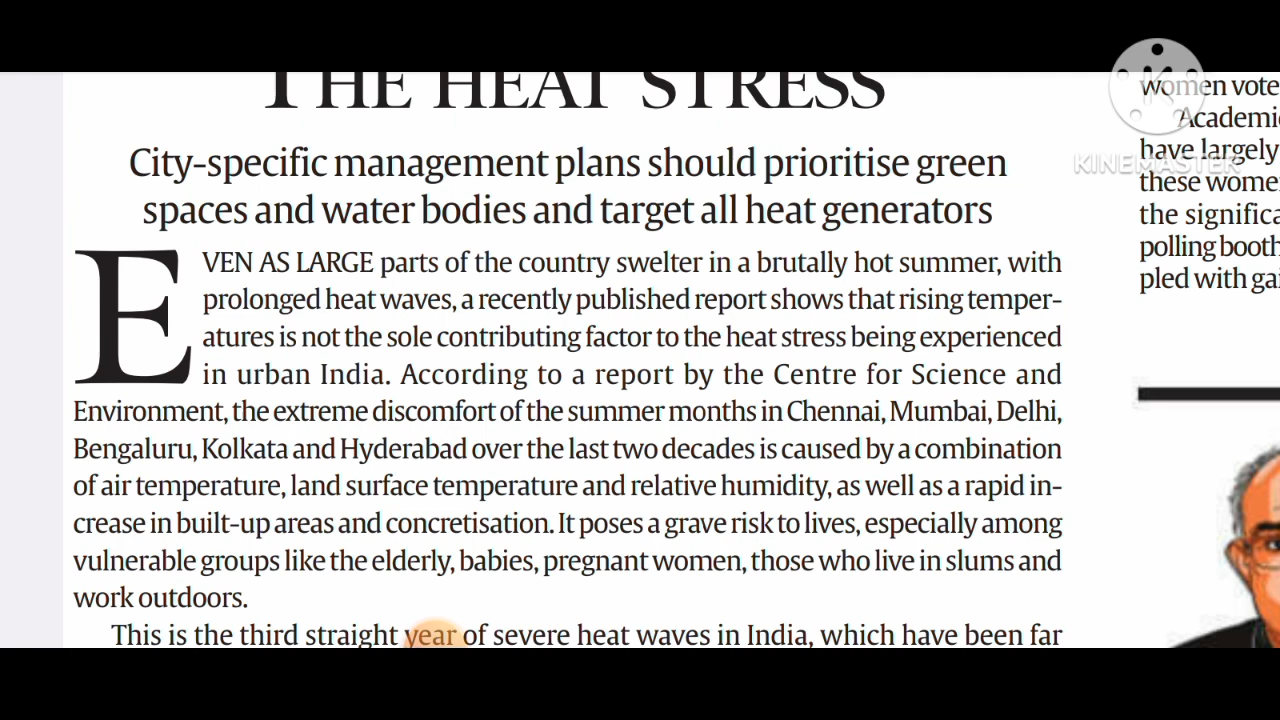 THE HEAT STRESS
City-specific management plans should prioritise green
spaces and water bodies and target all heat generators
EVEN AS LARGE parts of the country swelter in a brutally hot summer, with
prolonged heat waves, a recently published report shows that rising temper-
atures is not the sole contributing factor to the heat stress being experienced
in urban India. According to a report by the Centre for Science and
Environment, the extreme discomfort of the summer months in Chennai, Mumbai, Delhi,
Bengaluru, Kolkata and Hyderabad over the last two decades is caused by a combination
of air temperature, land surface temperature and relative humidity, as well as a rapid in-
crease in built-up areas and concretisation. It poses a grave risk to lives, especially among
vulnerable groups like the elderly, babies, pregnant women, those who live in slums and
work outdoors.
This is the third straight year of severe heat waves in India, which have been far
women vote
Academi
have largely
these wome
the significa
polling booth
pled with gai
K
KINEMASTER